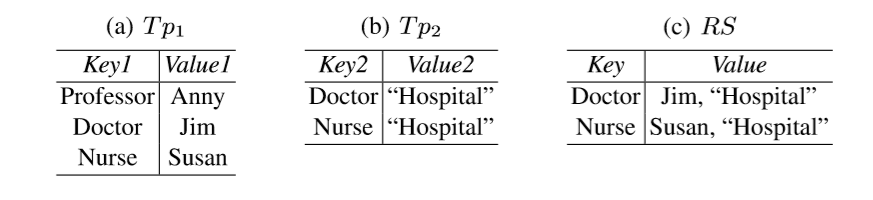 (a) Tp₁ (b) Tp₂ (c) RS
Key1 Value1 Key2 Value2 Key Value
Professor Anny Doctor “Hospital” Doctor Jim, “Hospital”
Doctor Jim Nurse “Hospital” Nurse Susan, “Hospital”
Nurse Susan